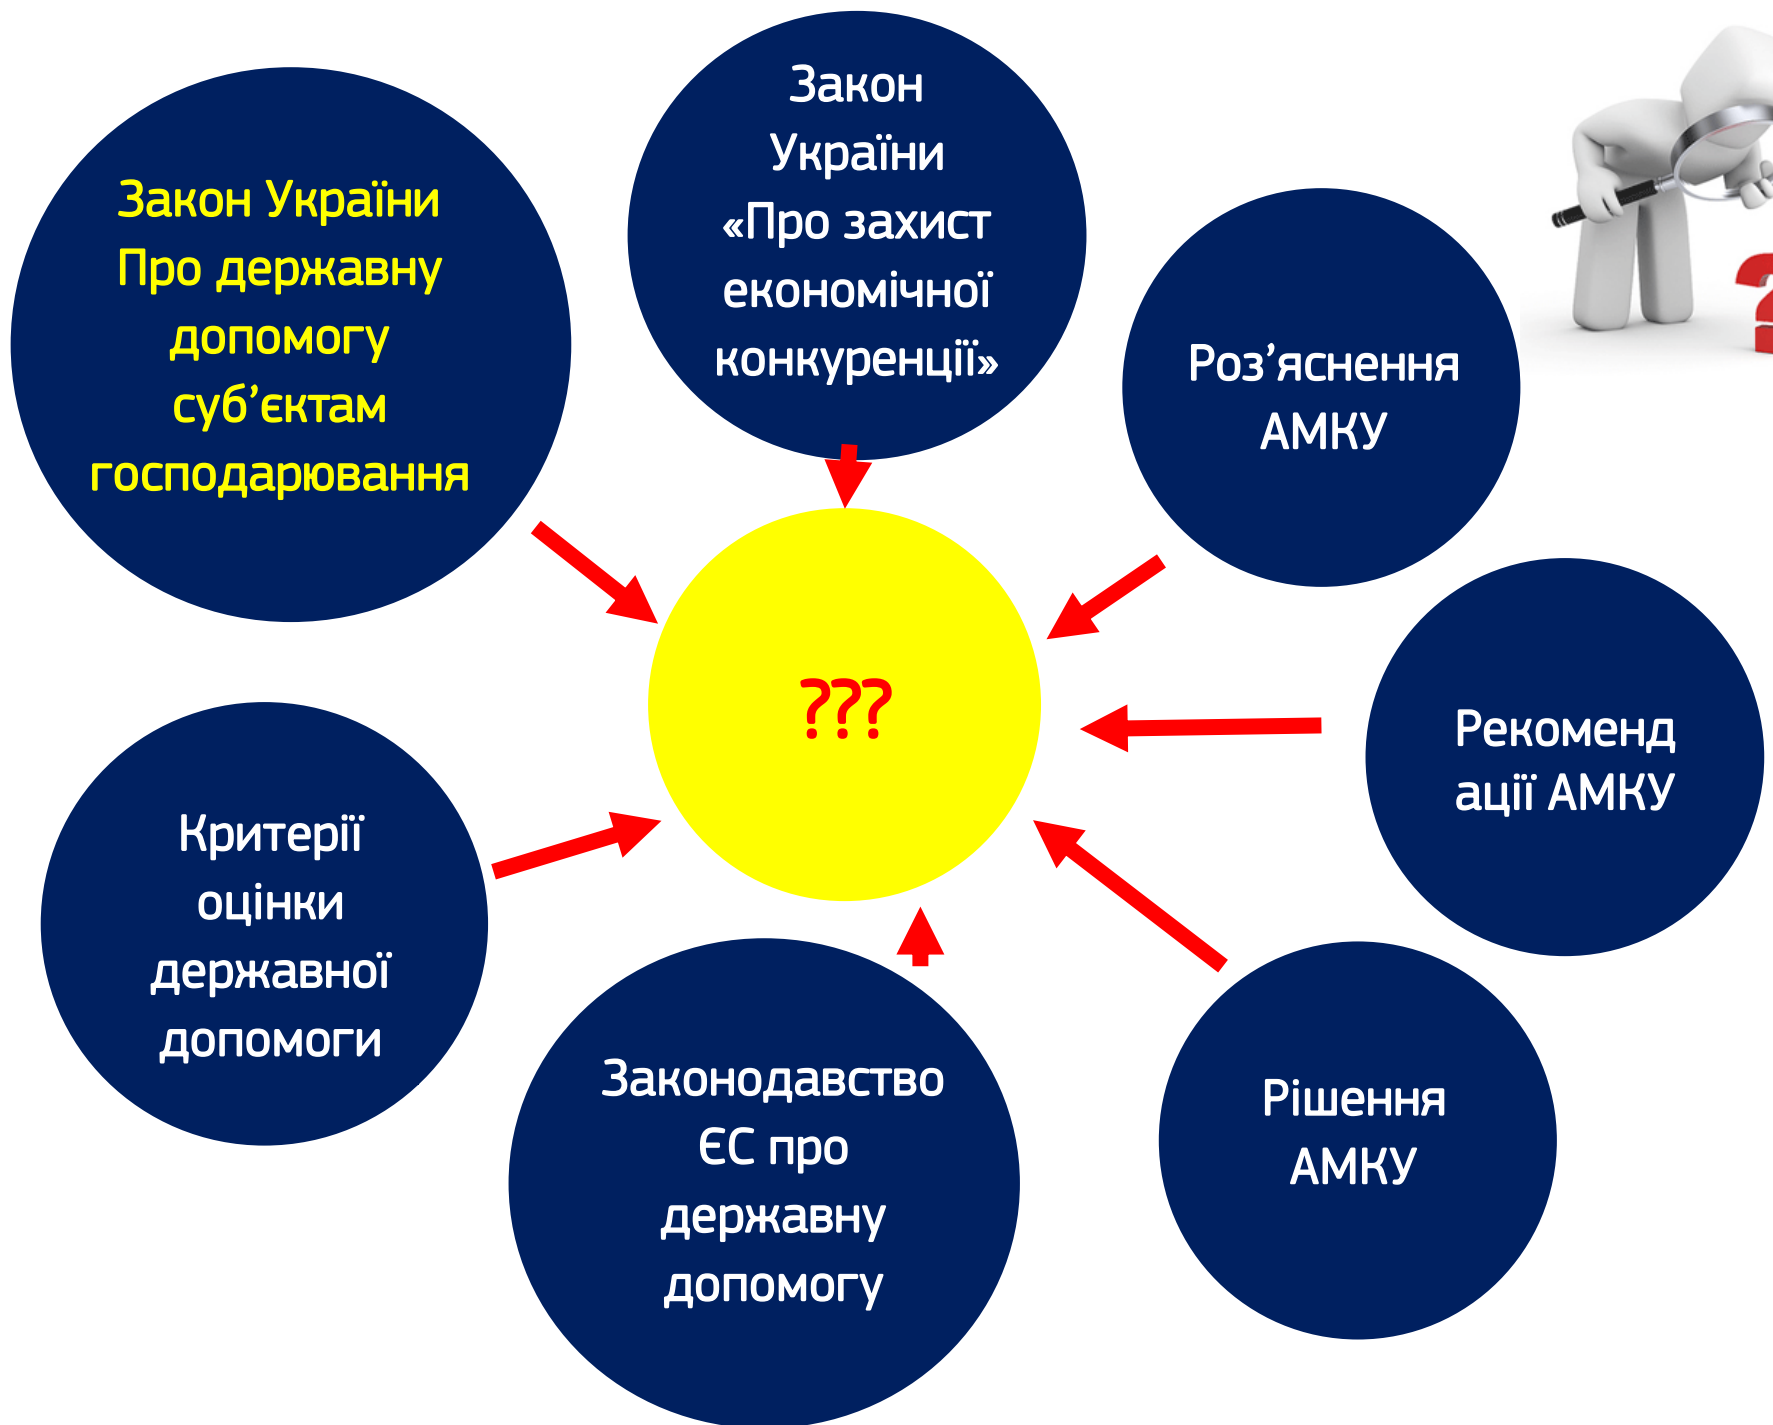 Закон України
Про державну
допомогу
суб’єктам
господарювання
Закон
України
«Про захист
економічної
конкуренції»
Роз’яснення
АМКУ
Рекоменд
ації АМКУ
Рішення
АМКУ
Законодавство
ЄС про
державну
допомогу
Критерії
оцінки
державної
допомоги
???
?